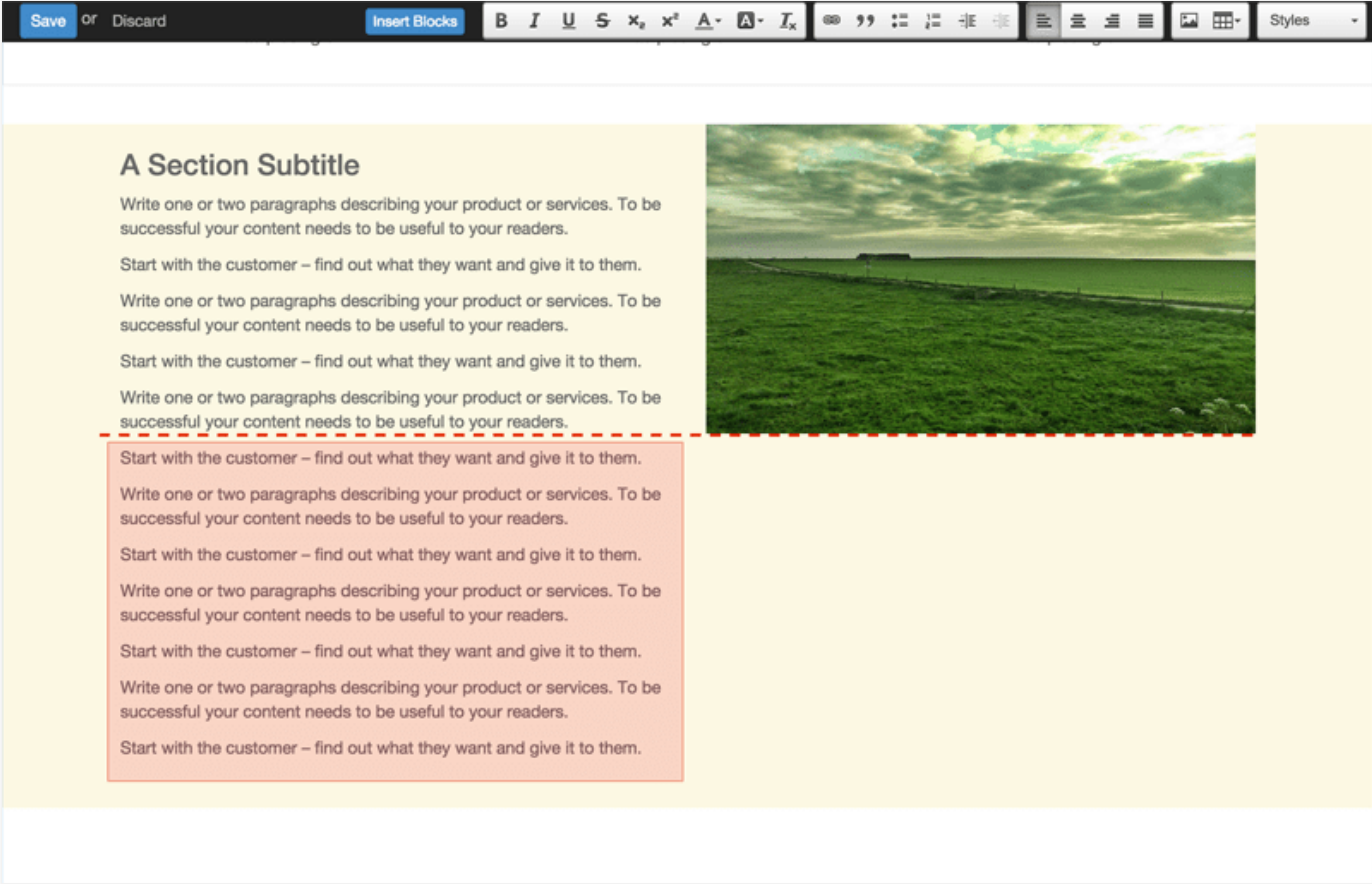 Save or Discard Insert Blocks B I U S x₂ x² A A Tx Styles
A Section Subtitle
Write one or two paragraphs describing your product or services. To be
successful your content needs to be useful to your readers.
Start with the customer – find out what they want and give it to them.
Write one or two paragraphs describing your product or services. To be
successful your content needs to be useful to your readers.
Start with the customer – find out what they want and give it to them.
Write one or two paragraphs describing your product or services. To be
successful your content needs to be useful to your readers.
Start with the customer – find out what they want and give it to them.
Write one or two paragraphs describing your product or services. To be
successful your content needs to be useful to your readers.
Start with the customer – find out what they want and give it to them.
Write one or two paragraphs describing your product or services. To be
successful your content needs to be useful to your readers.
Start with the customer – find out what they want and give it to them.
Write one or two paragraphs describing your product or services. To be
successful your content needs to be useful to your readers.
Start with the customer – find out what they want and give it to them.